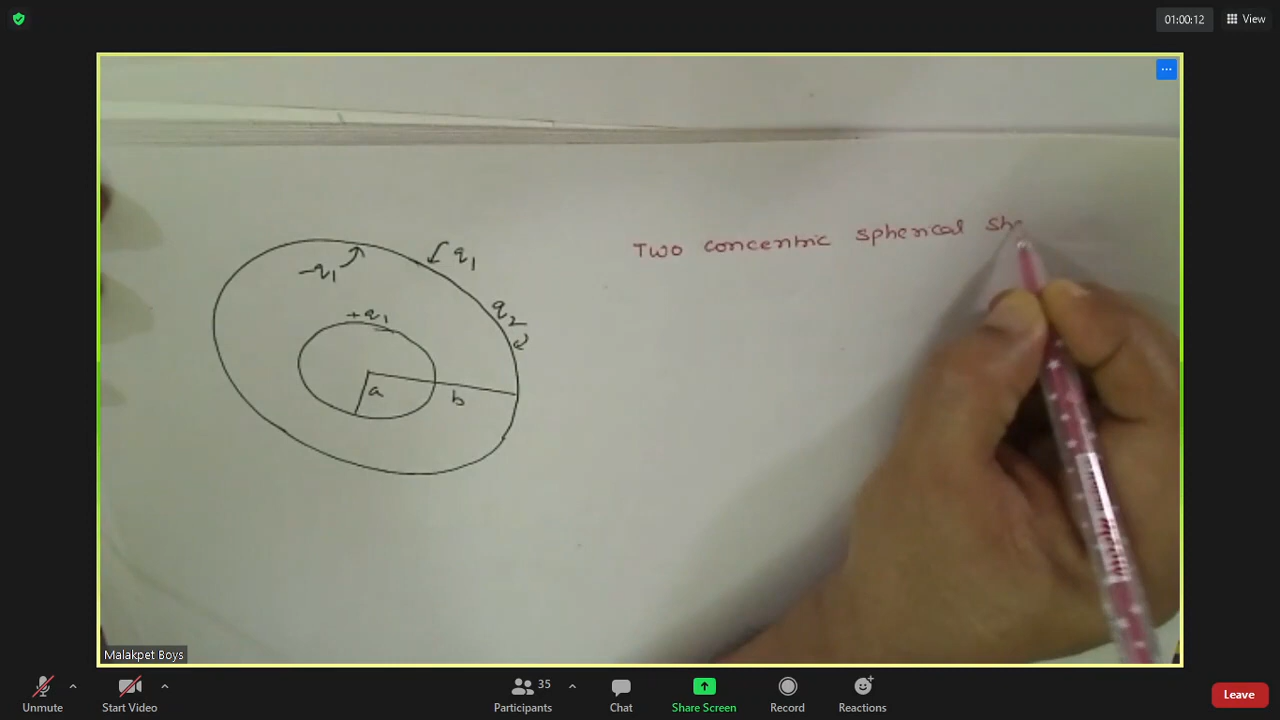 01:00:12
View
-q₁
q₁
q₂
+q₁
a
b
Two concentric spherical sh
Malakpet Boys
Unmute
Start Video
35
Participants
Chat
Share Screen
Record
Reactions
Leave